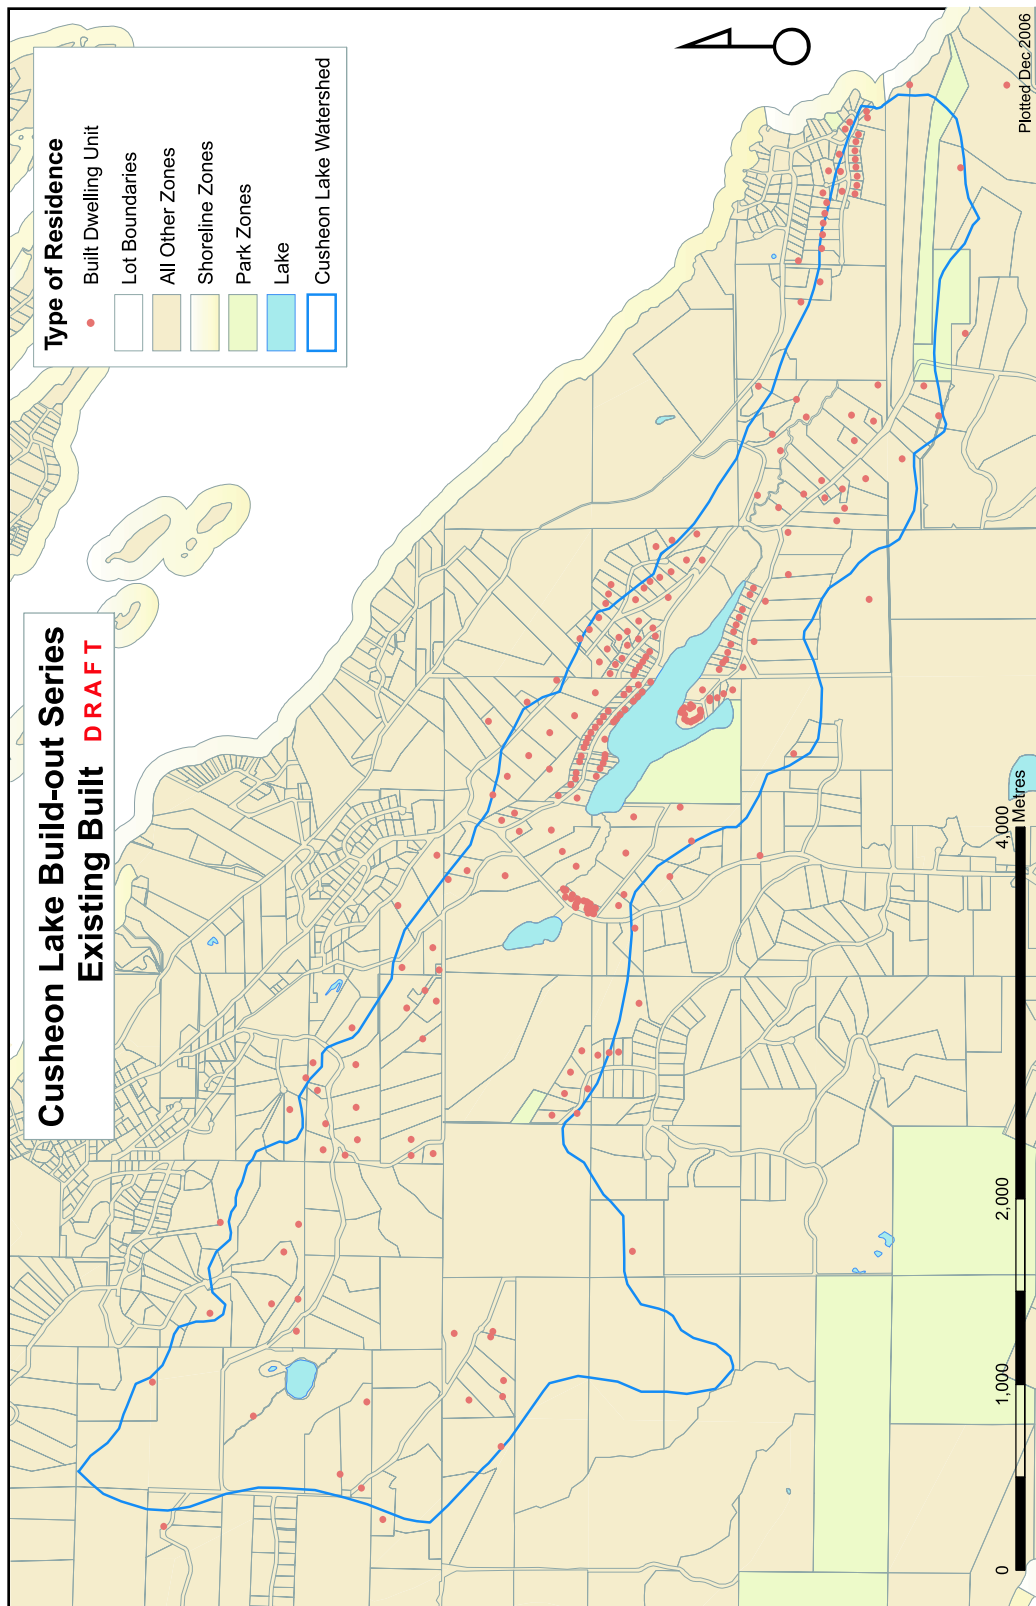 Cusheon Lake Build-out Series
Existing Built DRAFT
Type of Residence
Built Dwelling Unit
Lot Boundaries
All Other Zones
Shoreline Zones
Park Zones
Lake
Cusheon Lake Watershed
0 1,000 2,000 4,000
Metres
Plotted Dec 2006